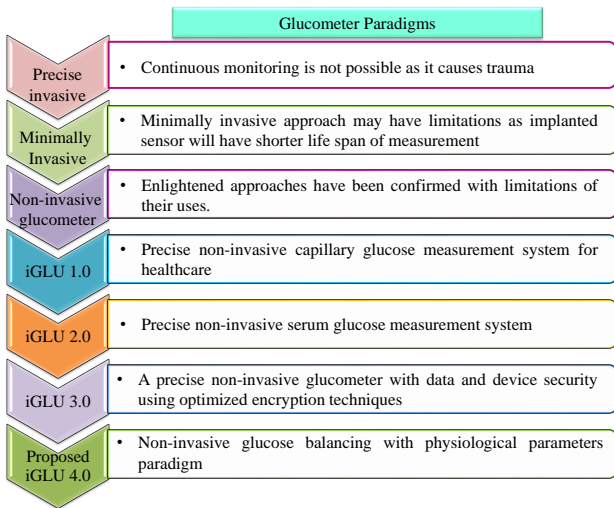 Glucometer Paradigms
Precise
invasive
• Continuous monitoring is not possible as it causes trauma
Minimally
Invasive
• Minimally invasive approach may have limitations as implanted
sensor will have shorter life span of measurement
Non-invasive
glucometer
• Enlightened approaches have been confirmed with limitations of
their uses.
iGLU 1.0
• Precise non-invasive capillary glucose measurement system for
healthcare
iGLU 2.0
• Precise non-invasive serum glucose measurement system
iGLU 3.0
• A precise non-invasive glucometer with data and device security
using optimized encryption techniques
Proposed
iGLU 4.0
• Non-invasive glucose balancing with physiological parameters
paradigm